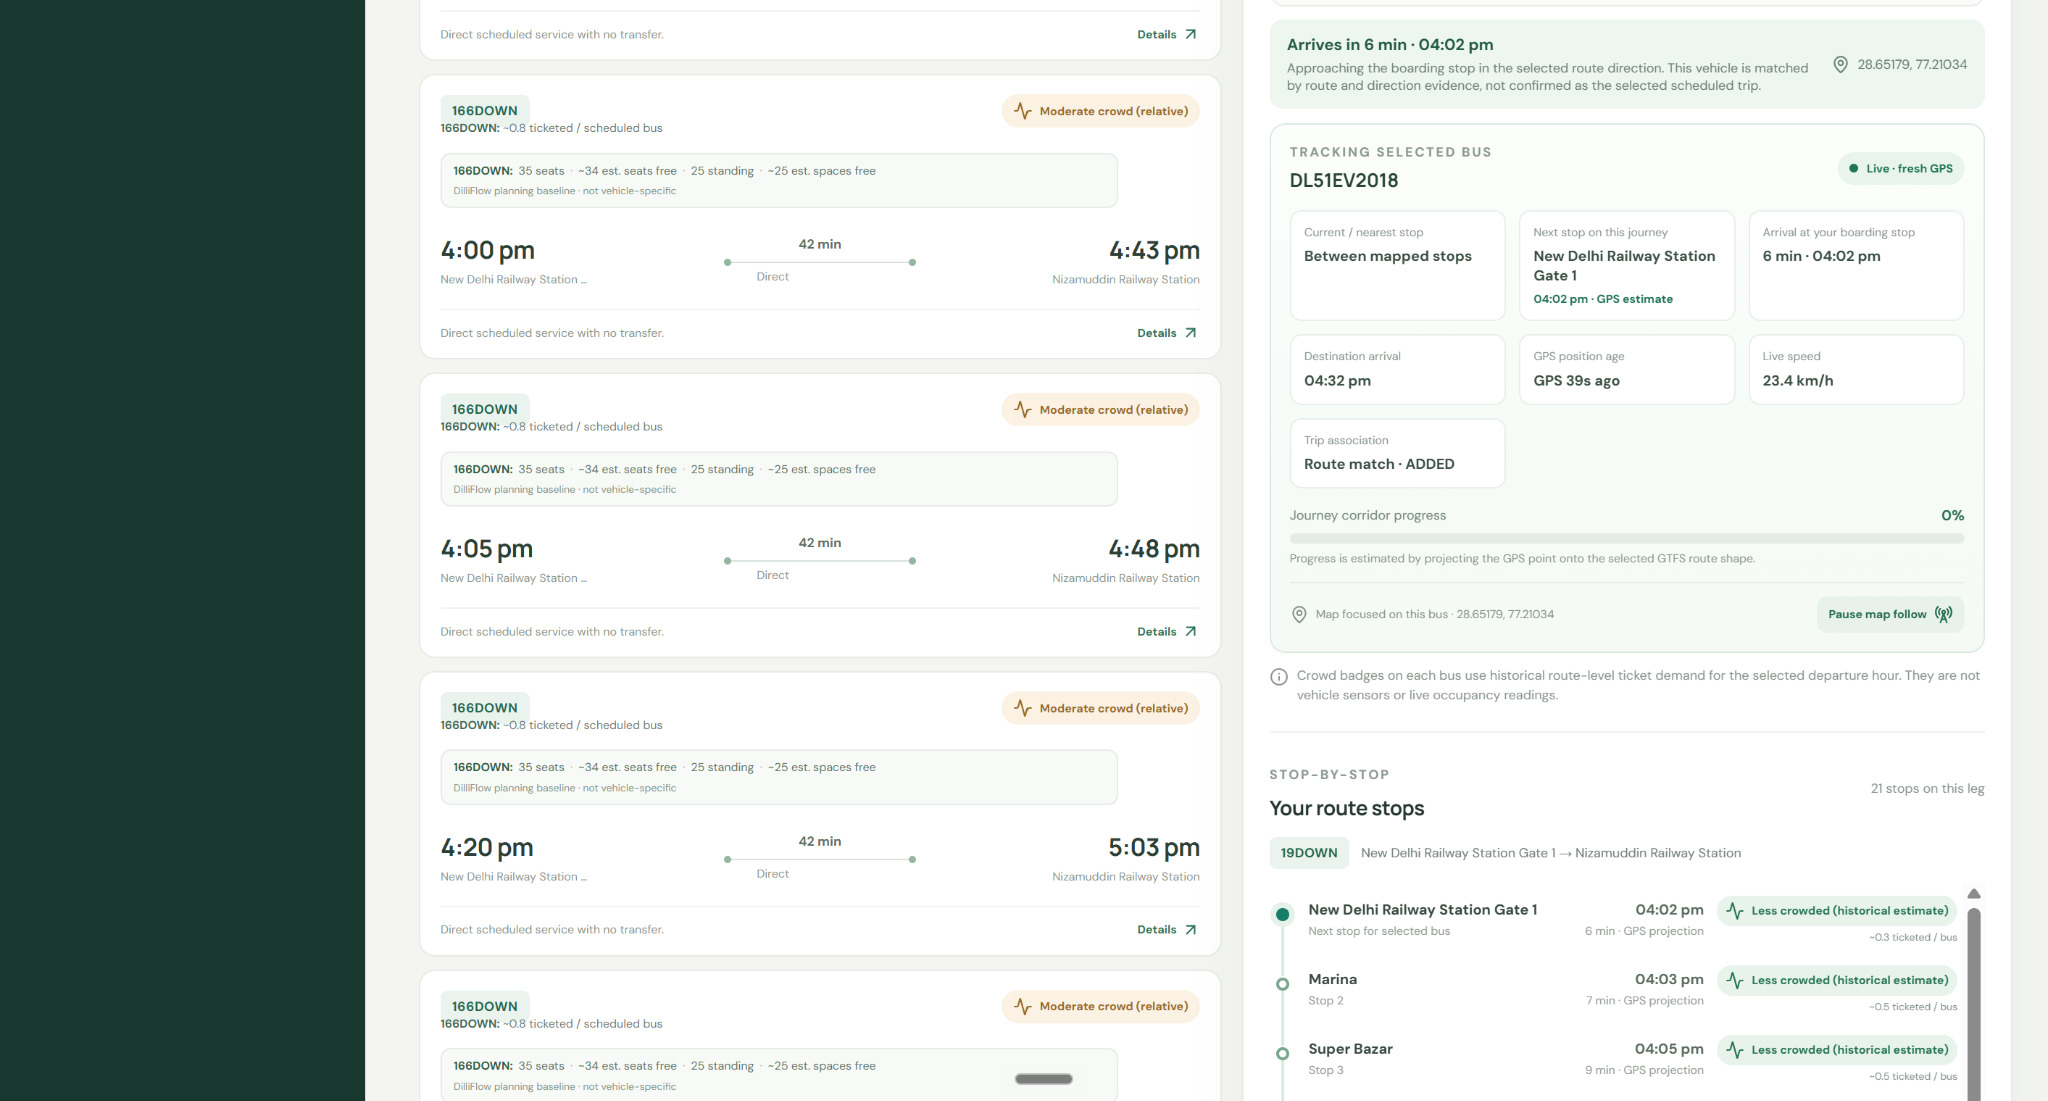 Direct scheduled service with no transfer.
Details
166DOWN
Moderate crowd (relative)
166DOWN: ~0.8 ticketed / scheduled bus
166DOWN: 35 seats · ~34 est. seats free · 25 standing · ~25 est. spaces free
DilliFlow planning baseline · not vehicle-specific
4:00 pm
42 min
4:43 pm
New Delhi Railway Station ...
Direct
Nizamuddin Railway Station
Direct scheduled service with no transfer.
Details
166DOWN
Moderate crowd (relative)
166DOWN: ~0.8 ticketed / scheduled bus
166DOWN: 35 seats · ~34 est. seats free · 25 standing · ~25 est. spaces free
DilliFlow planning baseline · not vehicle-specific
4:05 pm
42 min
4:48 pm
New Delhi Railway Station ...
Direct
Nizamuddin Railway Station
Direct scheduled service with no transfer.
Details
166DOWN
Moderate crowd (relative)
166DOWN: ~0.8 ticketed / scheduled bus
166DOWN: 35 seats · ~34 est. seats free · 25 standing · ~25 est. spaces free
DilliFlow planning baseline · not vehicle-specific
4:20 pm
42 min
5:03 pm
New Delhi Railway Station ...
Direct
Nizamuddin Railway Station
Direct scheduled service with no transfer.
Details
166DOWN
Moderate crowd (relative)
166DOWN: ~0.8 ticketed / scheduled bus
166DOWN: 35 seats · ~34 est. seats free · 25 standing · ~25 est. spaces free
DilliFlow planning baseline · not vehicle-specific
Arrives in 6 min · 04:02 pm
Approaching the boarding stop in the selected route direction. This vehicle is matched
by route and direction evidence, not confirmed as the selected scheduled trip.
28.65179, 77.21034
TRACKING SELECTED BUS
DL51EV2018
Live · fresh GPS
Current / nearest stop
Between mapped stops
Next stop on this journey
New Delhi Railway Station
Gate 1
04:02 pm · GPS estimate
Arrival at your boarding stop
6 min · 04:02 pm
Destination arrival
04:32 pm
GPS position age
GPS 39s ago
Live speed
23.4 km/h
Trip association
Route match · ADDED
Journey corridor progress
0%
Progress is estimated by projecting the GPS point onto the selected GTFS route shape.
Map focused on this bus · 28.65179, 77.21034
Pause map follow
Crowd badges on each bus use historical route-level ticket demand for the selected departure hour. They are not
vehicle sensors or live occupancy readings.
STOP-BY-STOP
Your route stops
21 stops on this leg
19DOWN
New Delhi Railway Station Gate 1 → Nizamuddin Railway Station
New Delhi Railway Station Gate 1
Next stop for selected bus
04:02 pm
6 min · GPS projection
Less crowded (historical estimate)
~0.3 ticketed / bus
Marina
Stop 2
04:03 pm
7 min · GPS projection
Less crowded (historical estimate)
~0.5 ticketed / bus
Super Bazar
Stop 3
04:05 pm
9 min · GPS projection
Less crowded (historical estimate)
~0.5 ticketed / bus